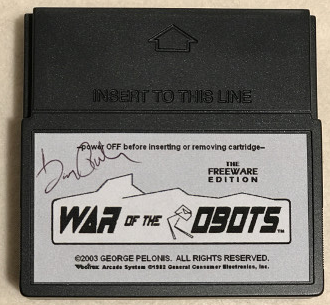 INSERT TO THIS LINE
-power OFF before inserting or removing cartridge-
THE
FREEWARE
EDITION
WAR OF THE ROBOTS™
©2003 GEORGE PELONIS. ALL RIGHTS RESERVED.
Vectrex Arcade System ©1982 General Consumer Electronics, Inc.